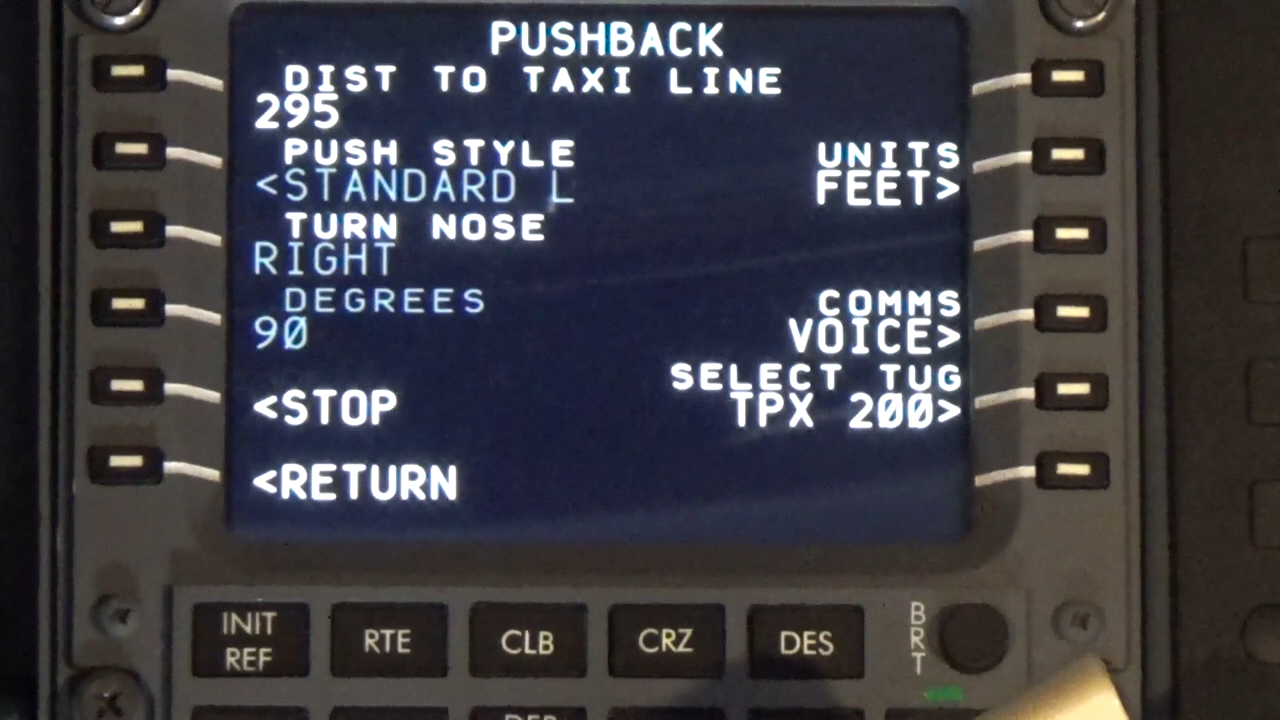 PUSHBACK
DIST TO TAXI LINE
295
PUSH STYLE UNITS
<STANDARD L FEET>
TURN NOSE
RIGHT
DEGREES COMMS
90 VOICE>
SELECT TUG
<STOP TPX 200>
<RETURN
INIT REF RTE CLB CRZ DES BRT
DEP